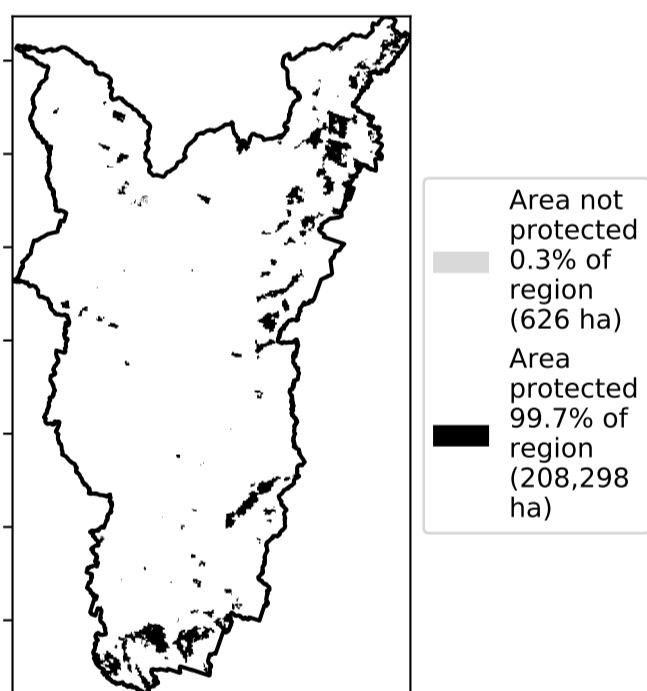 Area not
protected
0.3% of
region
(626 ha)
Area
protected
99.7% of
region
(208,298
ha)